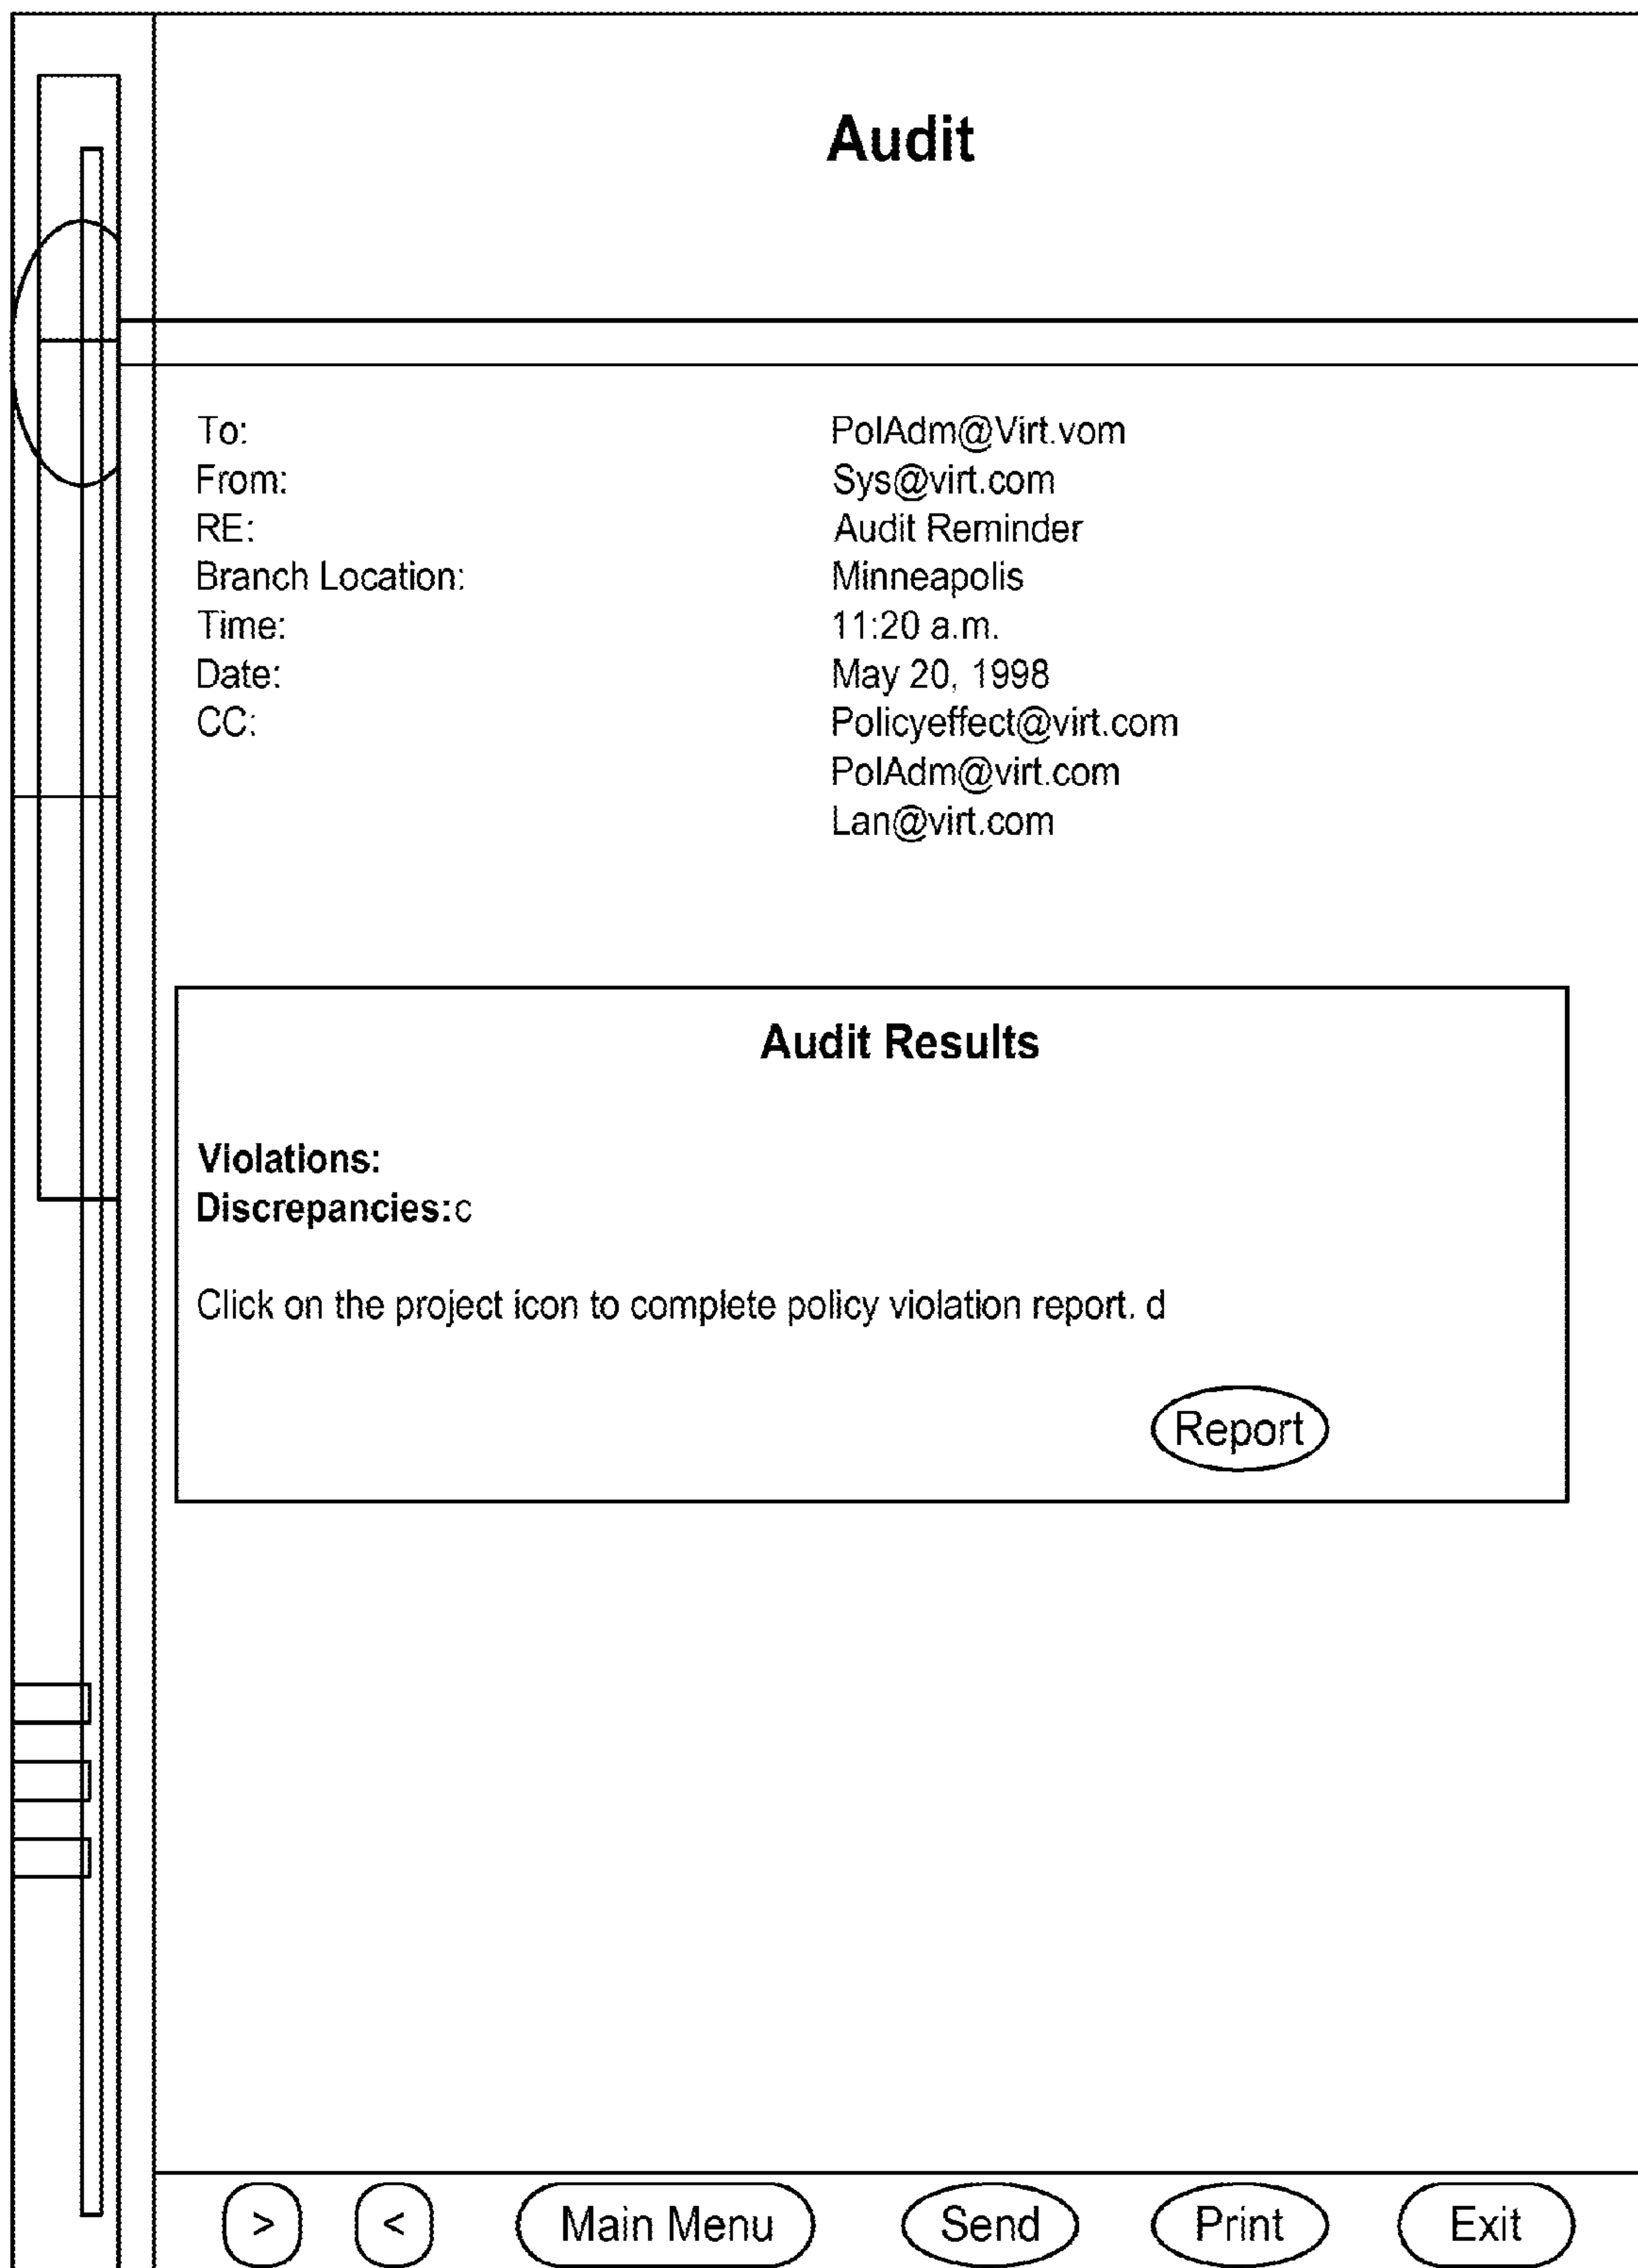 Audit
To: PolAdm@Virt.vom
From: Sys@virt.com
RE: Audit Reminder
Branch Location: Minneapolis
Time: 11:20 a.m.
Date: May 20, 1998
CC: Policyeffect@virt.com
PolAdm@virt.com
Lan@virt.com
Audit Results
Violations:
Discrepancies:c
Click on the project icon to complete policy violation report. d
Report
> < Main Menu Send Print Exit